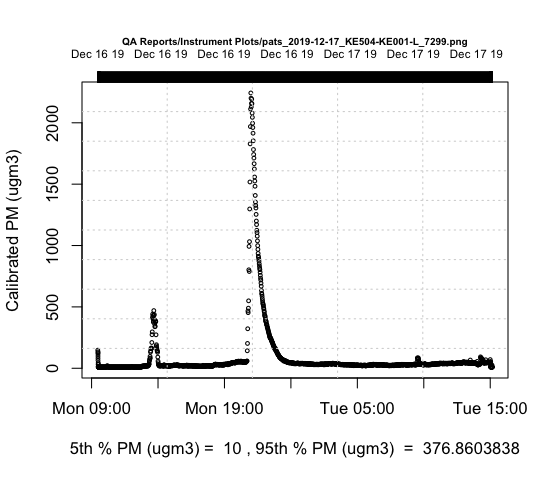 QA Reports/Instrument Plots/pats_2019-12-17_KE504-KE001-L_7299.png
Dec 16 19 Dec 16 19 Dec 16 19 Dec 16 19 Dec 17 19 Dec 17 19 Dec 17 19
Calibrated PM (ugm3)
2000
1500
1000
500
0
Mon 09:00 Mon 19:00 Tue 05:00 Tue 15:00
5th % PM (ugm3) = 10 , 95th % PM (ugm3) = 376.8603838